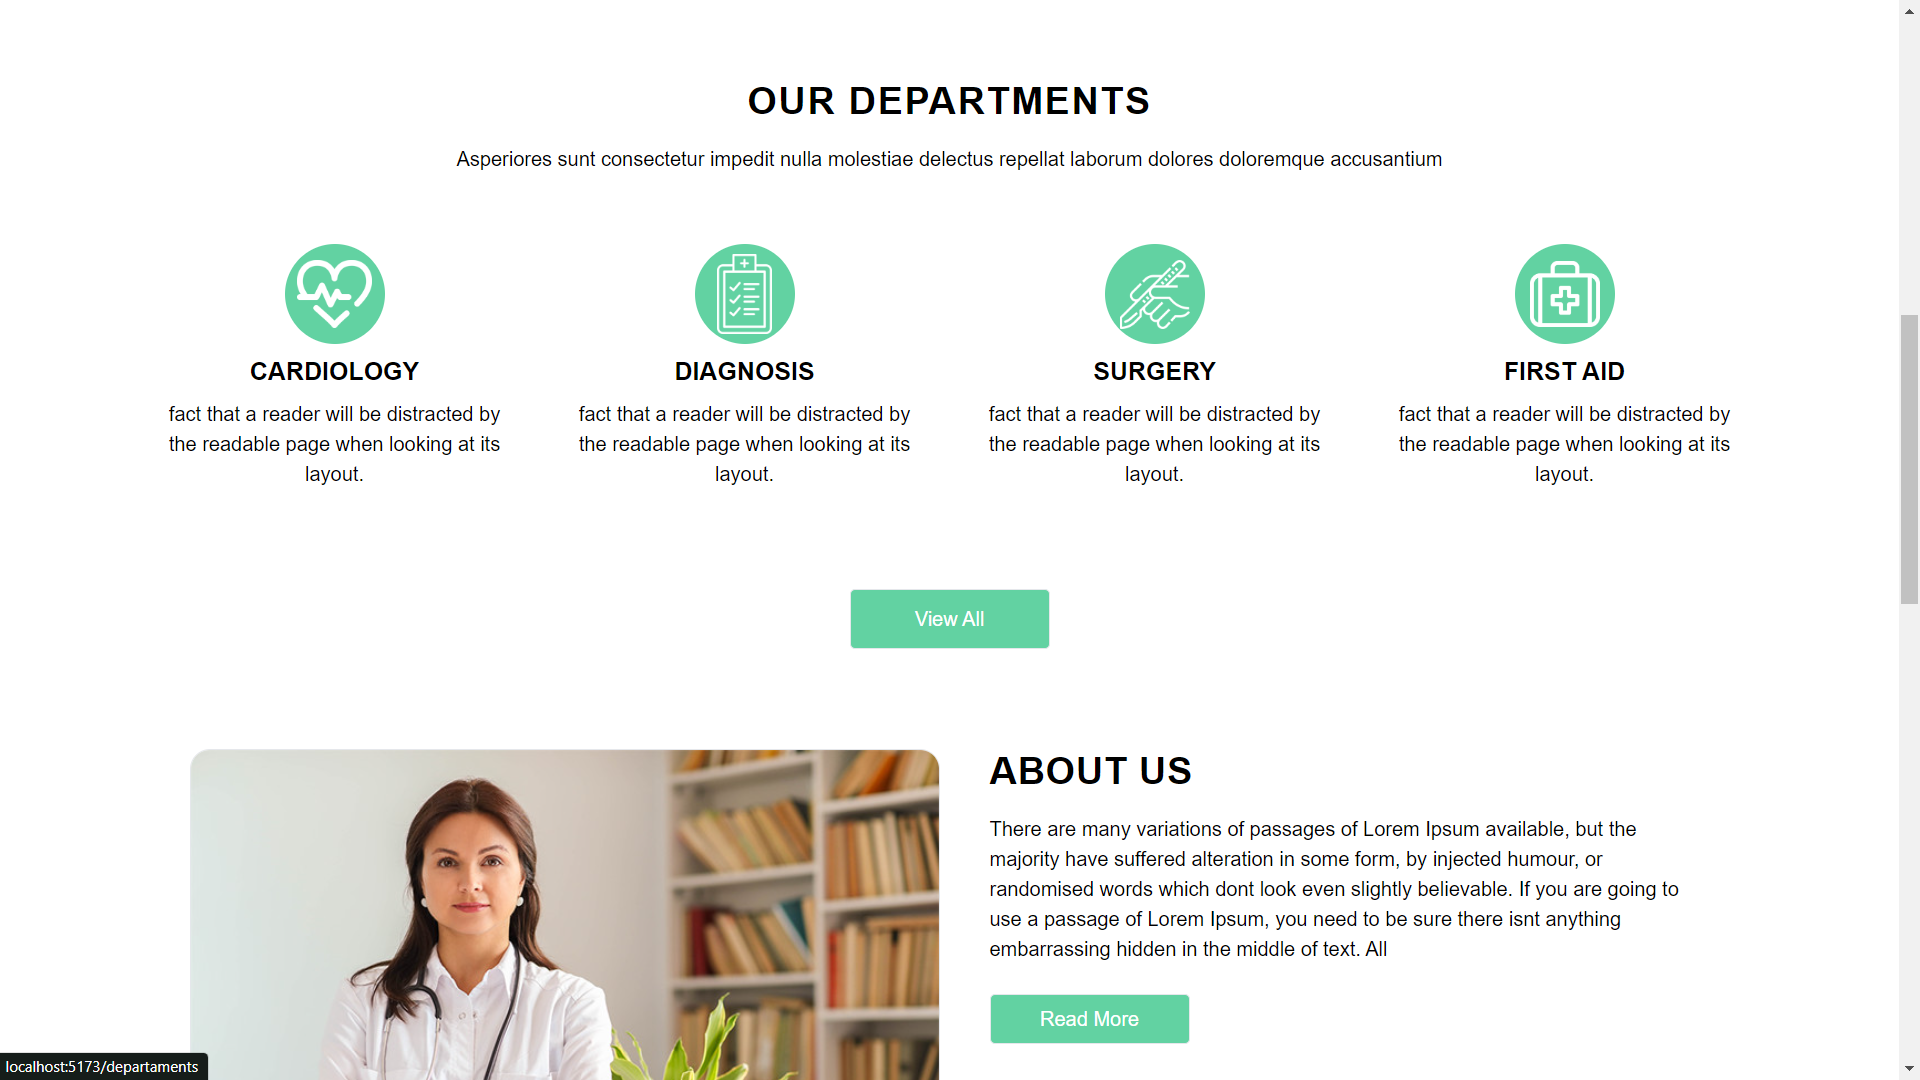 OUR DEPARTMENTS
Asperiores sunt consectetur impedit nulla molestiae delectus repellat laborum dolores doloremque accusantium
CARDIOLOGY
fact that a reader will be distracted by
the readable page when looking at its
layout.
DIAGNOSIS
fact that a reader will be distracted by
the readable page when looking at its
layout.
SURGERY
fact that a reader will be distracted by
the readable page when looking at its
layout.
FIRST AID
fact that a reader will be distracted by
the readable page when looking at its
layout.
View All
ABOUT US
There are many variations of passages of Lorem Ipsum available, but the
majority have suffered alteration in some form, by injected humour, or
randomised words which dont look even slightly believable. If you are going to
use a passage of Lorem Ipsum, you need to be sure there isnt anything
embarrassing hidden in the middle of text. All
Read More
localhost:5173/departaments